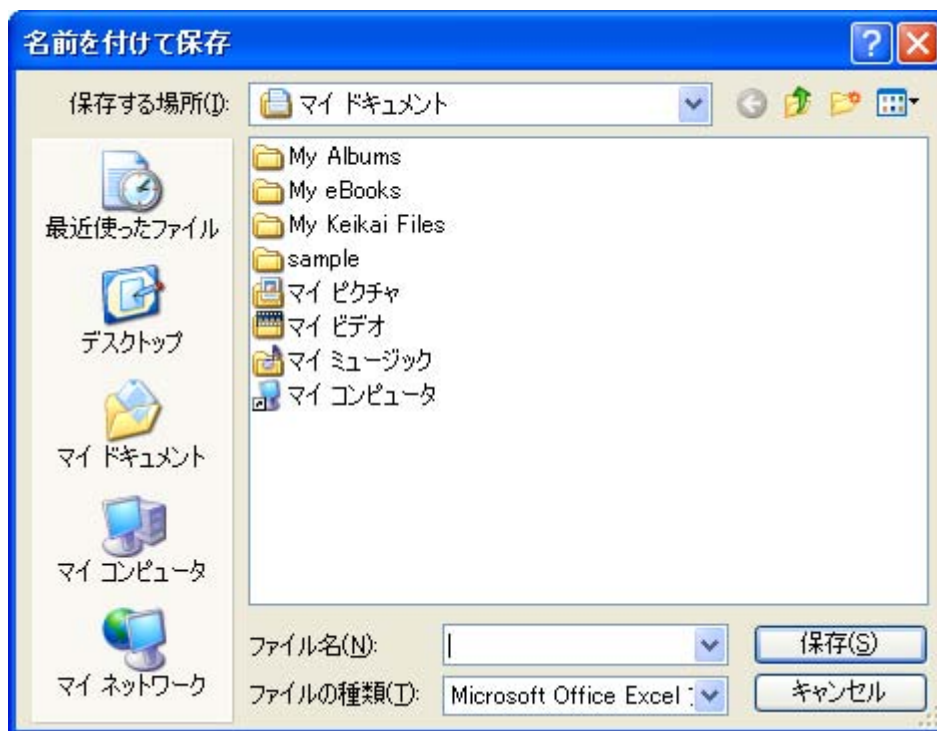 名前を付けて保存
保存する場所(I):
マイ ドキュメント
最近使ったファイル
デスクトップ
マイ ドキュメント
マイ コンピュータ
マイ ネットワーク
My Albums
My eBooks
My Keikai Files
sample
マイ ピクチャ
マイ ビデオ
マイ ミュージック
マイ コンピュータ
ファイル名(N):
保存(S)
ファイルの種類(T):
Microsoft Office Excel
キャンセル